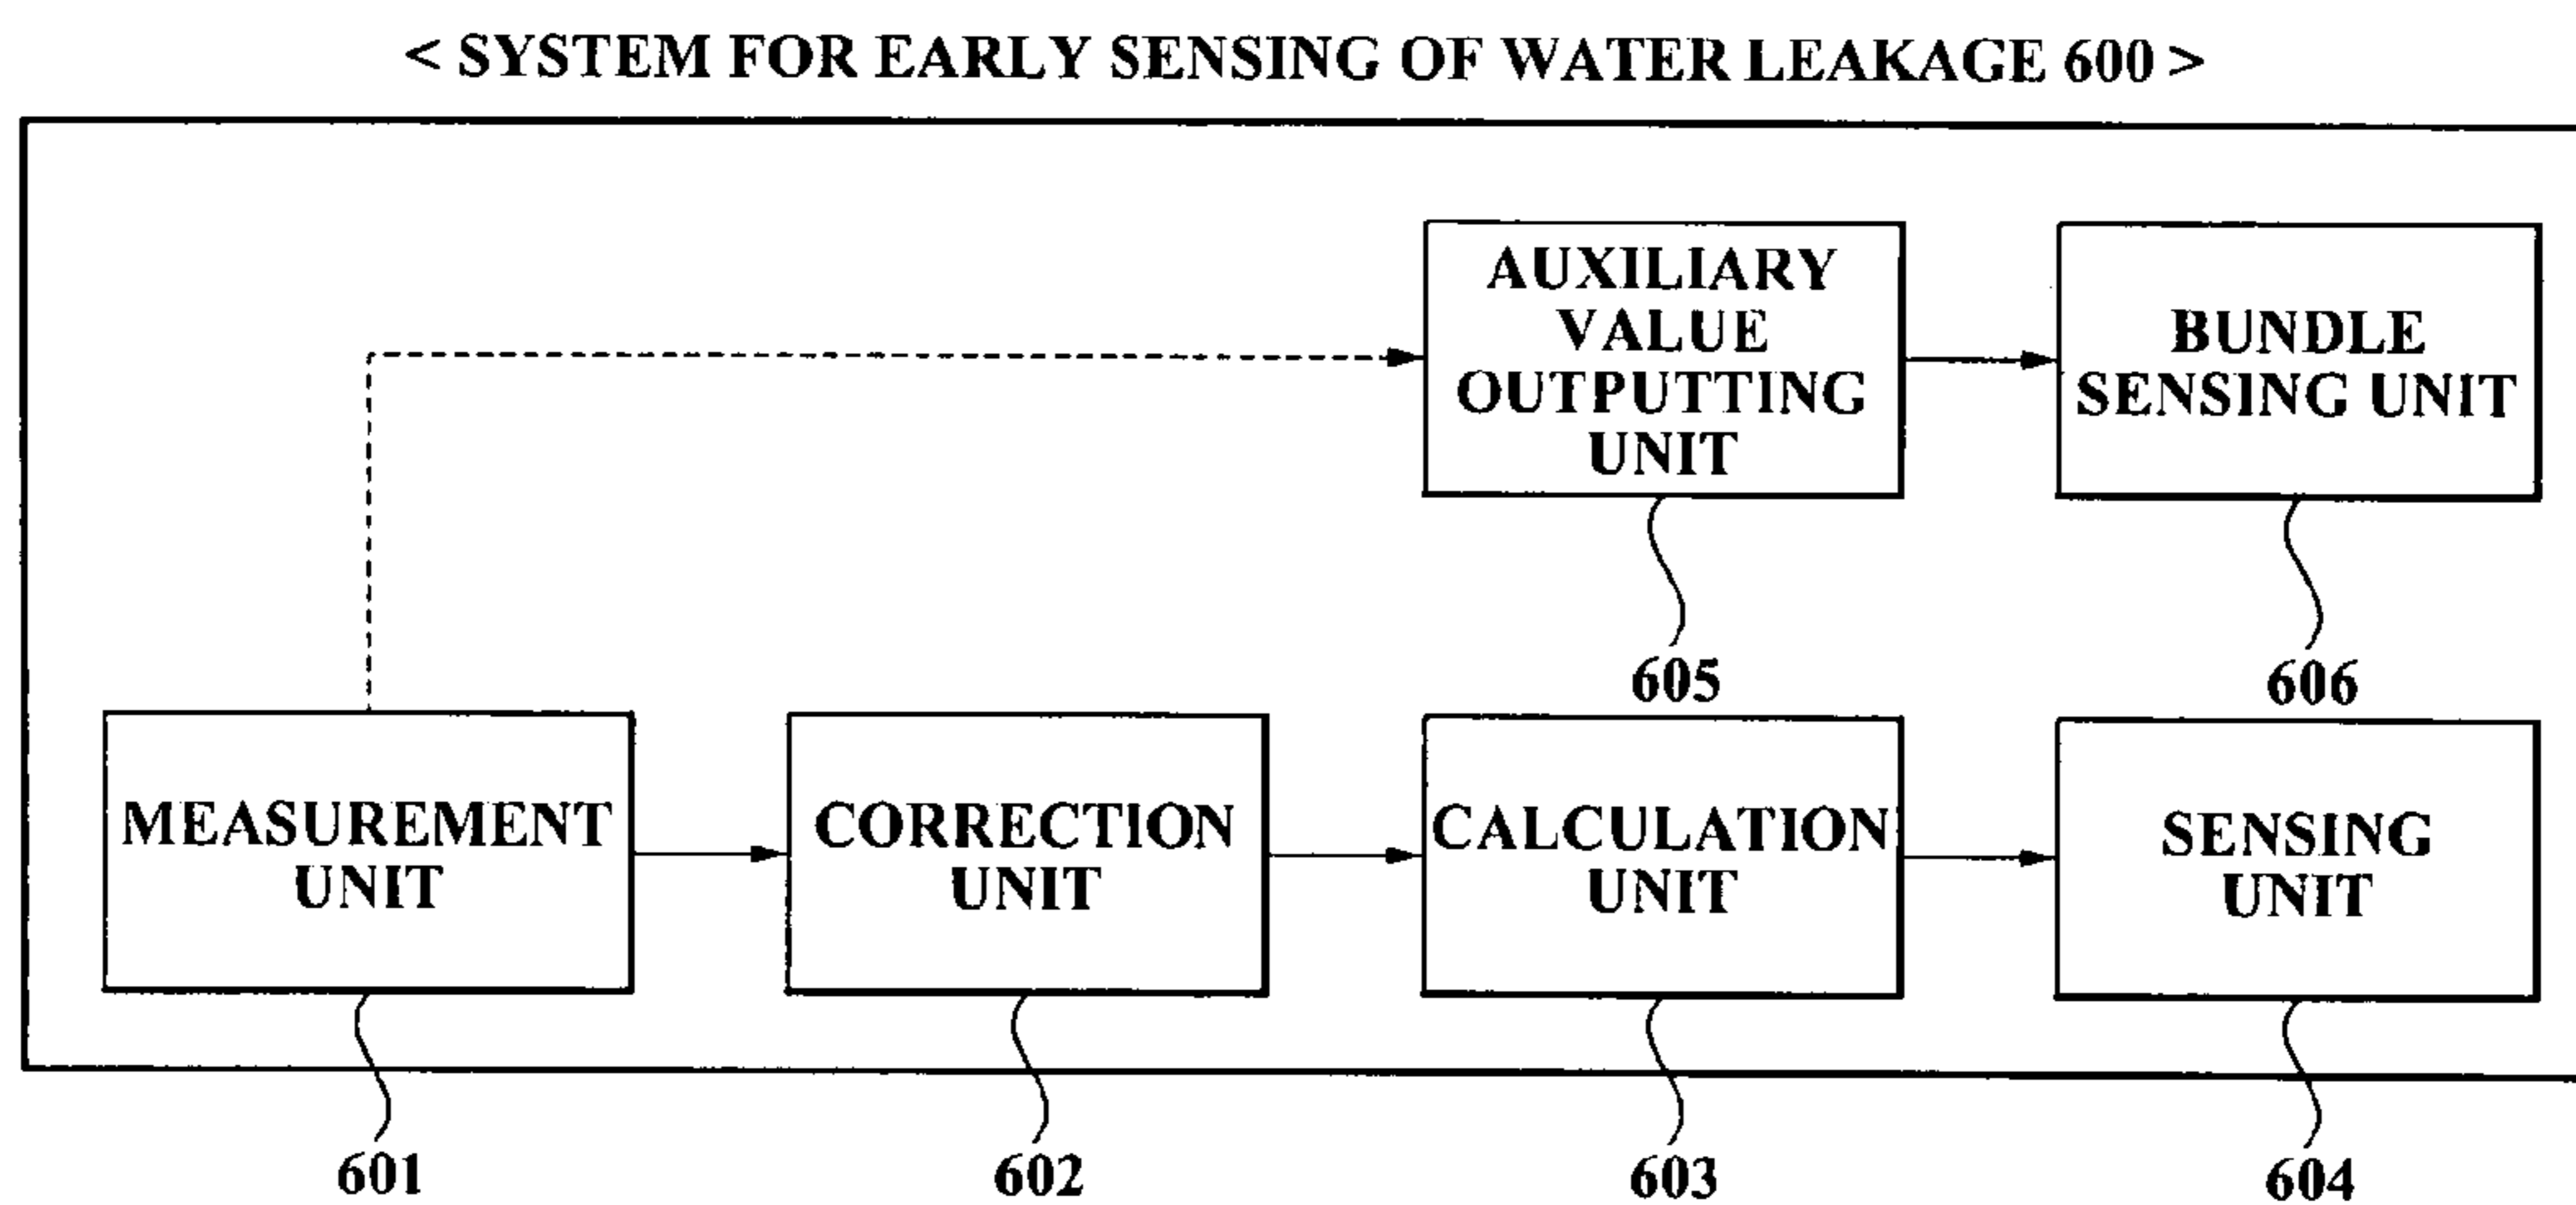 < SYSTEM FOR EARLY SENSING OF WATER LEAKAGE 600 >
AUXILIARY
VALUE
OUTPUTTING
UNIT
BUNDLE
SENSING UNIT
605
606
MEASUREMENT
UNIT
CORRECTION
UNIT
CALCULATION
UNIT
SENSING
UNIT
601
602
603
604